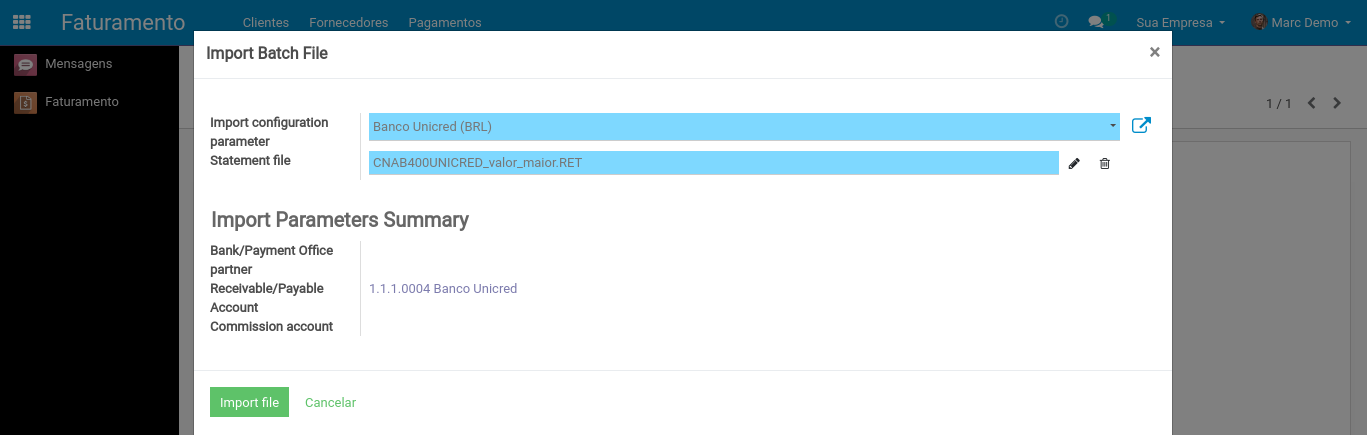 Faturamento Clientes Fornecedores Pagamentos 1 Sua Empresa Marc Demo
Import Batch File ×
Mensagens
Faturamento
1 / 1
Import configuration
parameter
Banco Unicred (BRL)
Statement file
CNAB400UNICRED_valor_maior.RET
Import Parameters Summary
Bank/Payment Office
partner
Receivable/Payable
Account
1.1.1.0004 Banco Unicred
Commission account
Import file Cancelar